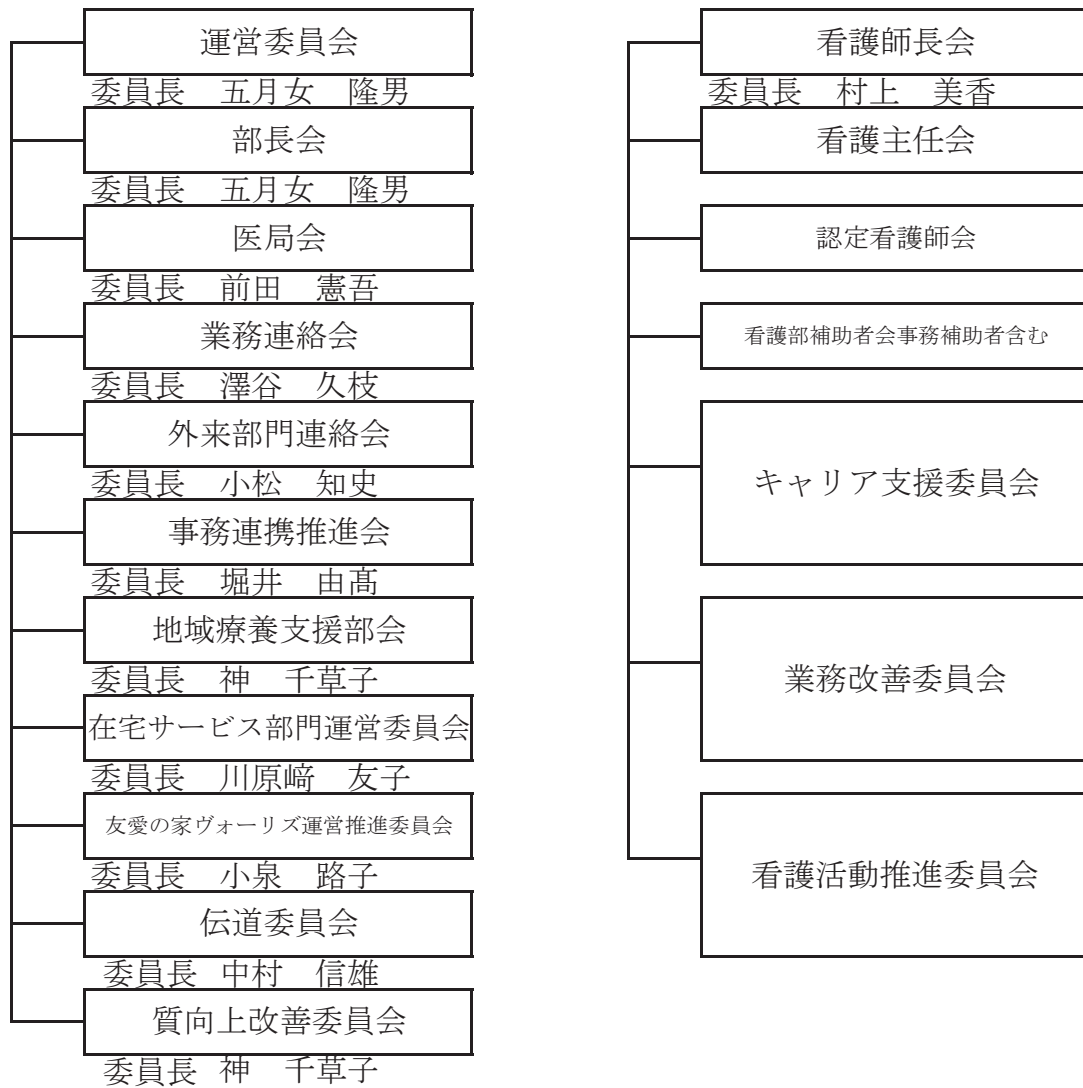 運営委員会
委員長　五月女　隆男
部長会
委員長　五月女　隆男
医局会
委員長　前田　憲吾
業務連絡会
委員長　澤谷　久枝
外来部門連絡会
委員長　小松　知史
事務連携推進会
委員長　堀井　由髙
地域療養支援部会
委員長　神　千草子
在宅サービス部門運営委員会
委員長　川原﨑　友子
友愛の家ヴォーリズ運営推進委員会
委員長　小泉　路子
伝道委員会
委員長　中村　信雄
質向上改善委員会
委員長　神　千草子
看護師長会
委員長　村上　美香
看護主任会
認定看護師会
看護部補助者会事務補助者含む
キャリア支援委員会
業務改善委員会
看護活動推進委員会